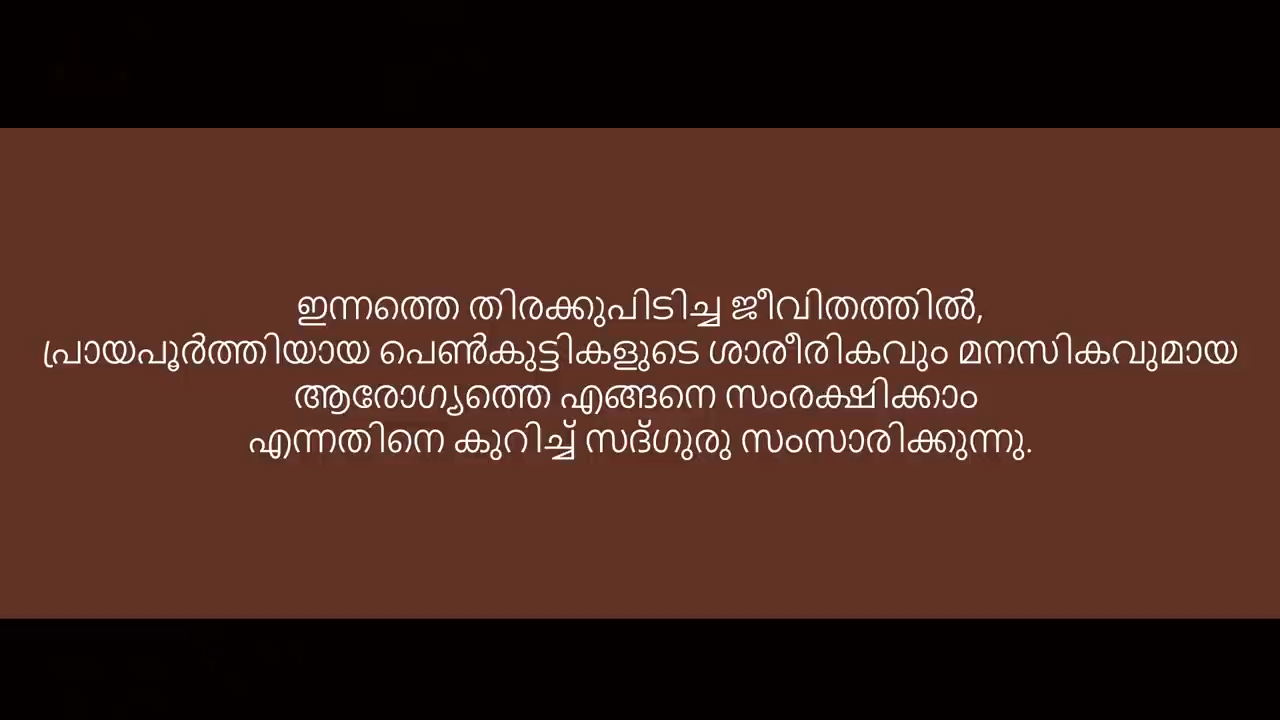 ഇന്നത്തെ തിരക്കുപിടിച്ച ജീവിതത്തിൽ,
പ്രായപൂർത്തിയായ പെൺകുട്ടികളുടെ ശാരീരികവും മനസികവുമായ
ആരോഗ്യത്തെ എങ്ങനെ സംരക്ഷിക്കാം
എന്നതിനെ കുറിച്ച് സദ്ഗുരു സംസാരിക്കുന്നു.